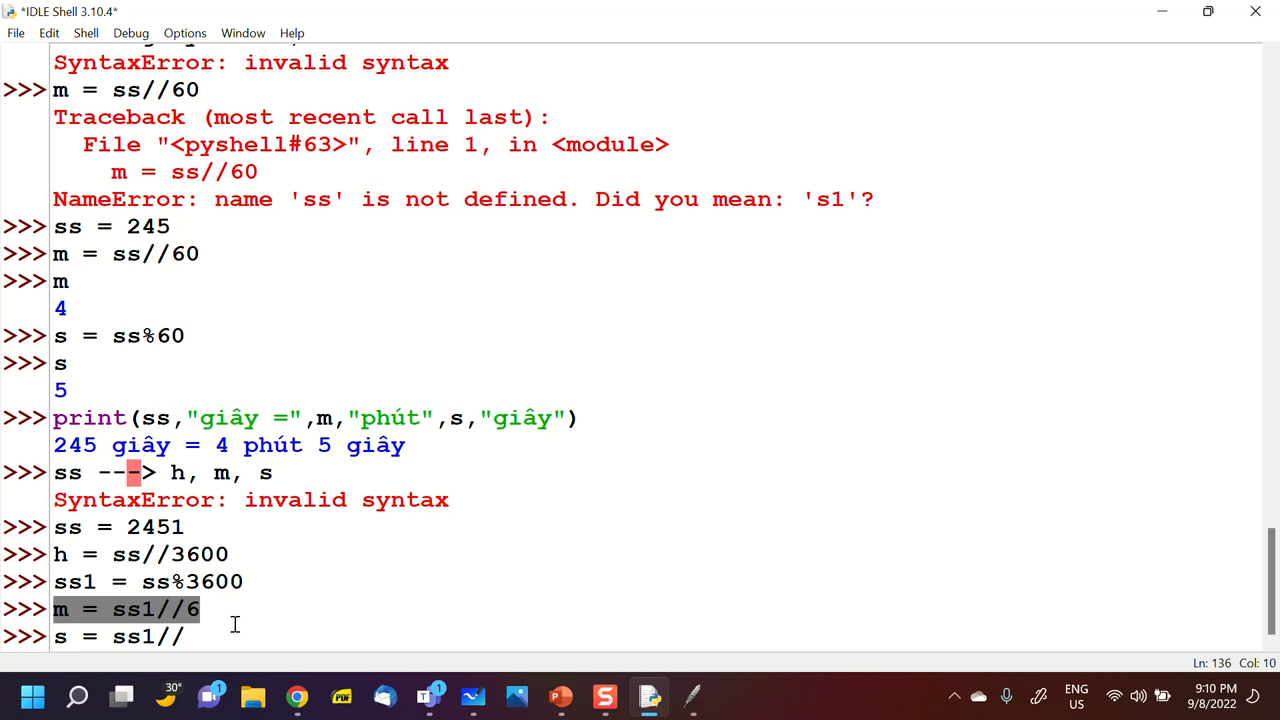 *IDLE Shell 3.10.4*
File Edit Shell Debug Options Window Help
SyntaxError: invalid syntax
>>> m = ss//60
Traceback (most recent call last):
File "<pyshell#63>", line 1, in <module>
m = ss//60
NameError: name 'ss' is not defined. Did you mean: 's1'?
>>> ss = 245
>>> m = ss//60
>>> m
4
>>> s = ss%60
>>> s
5
>>> print(ss,"giây =",m,"phút",s,"giây")
245 giây = 4 phút 5 giây
>>> ss ---> h, m, s
SyntaxError: invalid syntax
>>> ss = 2451
>>> h = ss//3600
>>> ss1 = ss%3600
>>> m = ss1//6
>>> s = ss1//
Ln: 136 Col: 10
30° 1 PDF 1 S ENG 9:10 PM
US 9/8/2022